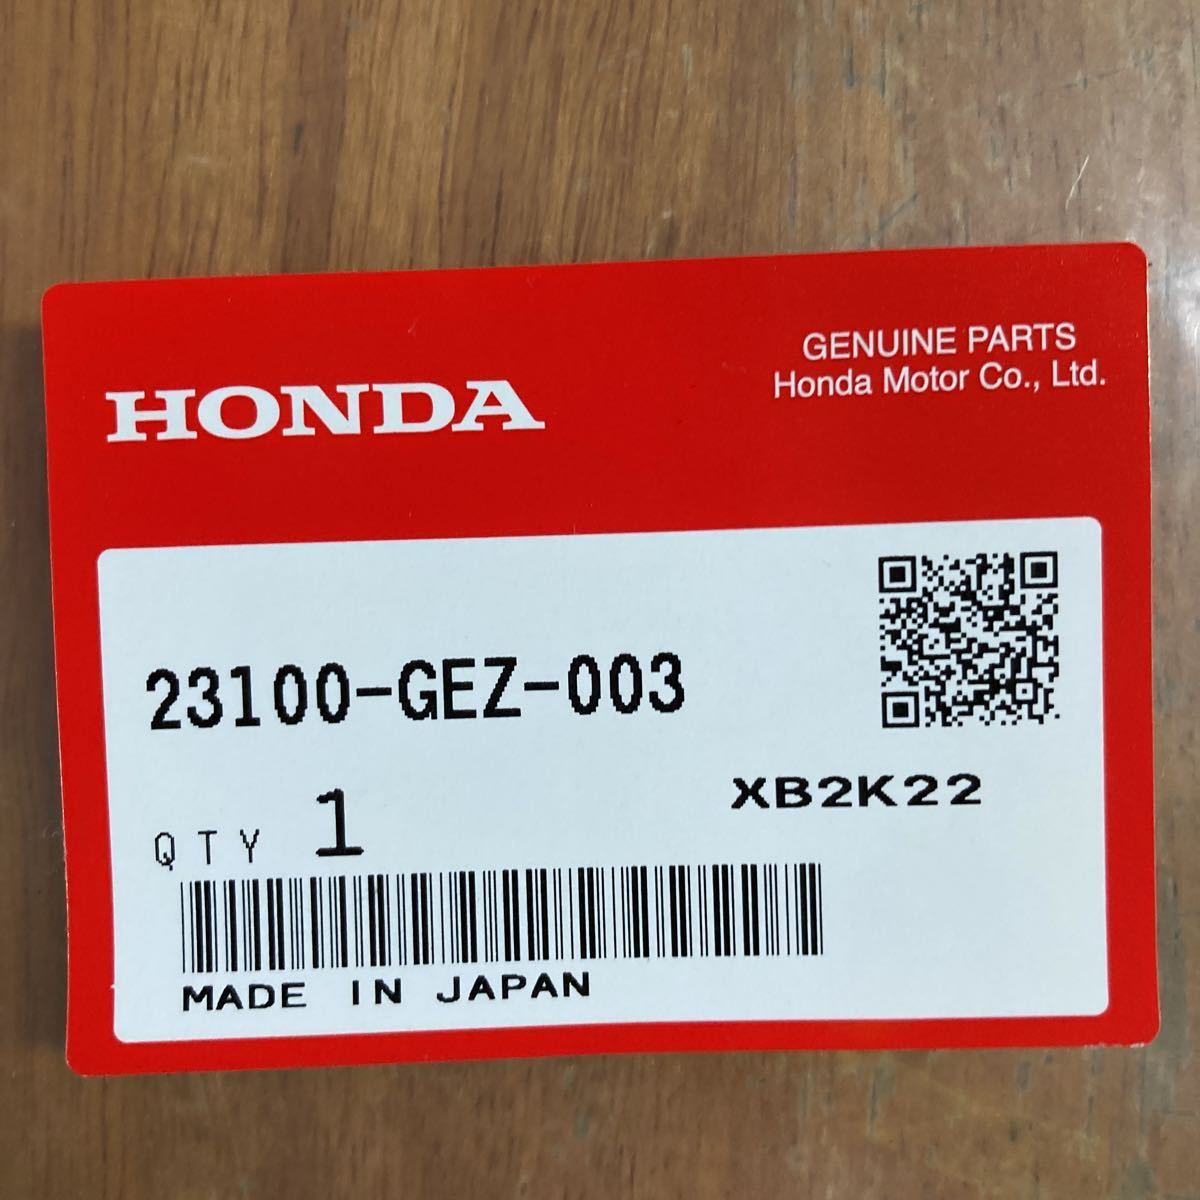 HONDA
GENUINE PARTS
Honda Motor Co., Ltd.
23100-GEZ-003
QTY 1
XB2K22
MADE IN JAPAN